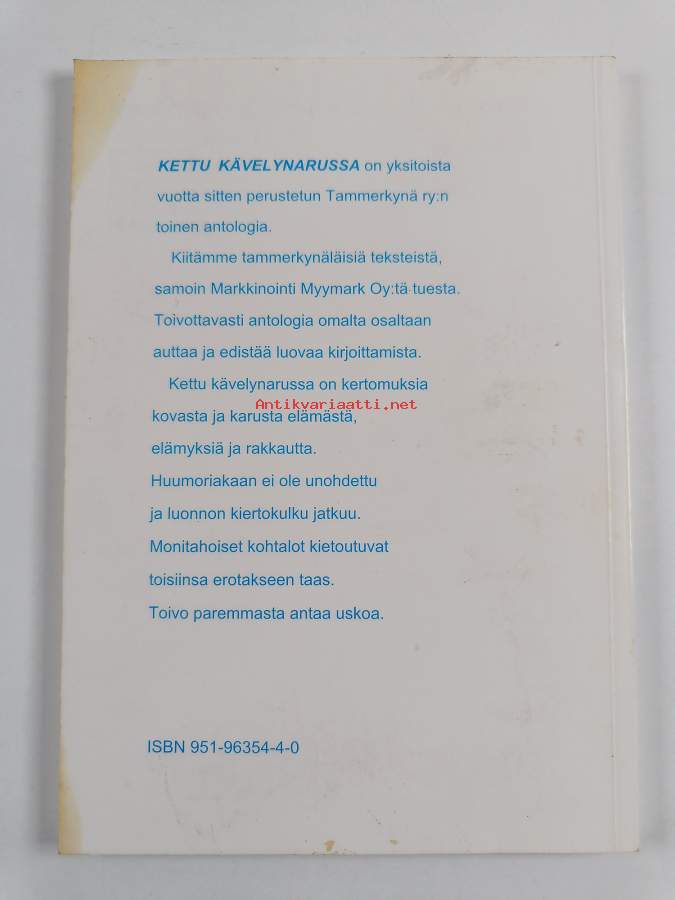 KETTU KÄVELYNARUSSA on yksitoista
vuotta sitten perustetun Tammerkynä ry:n
toinen antologia.
Kiitämme tammerkynäläisiä teksteistä,
samoin Markkinointi Myymark Oy:tä tuesta.
Toivottavasti antologia omalta osaltaan
auttaa ja edistää luovaa kirjoittamista.
Kettu kävelynarussa on kertomuksia
Antikvariaatti.net
kovasta ja karusta elämästä,
elämyksiä ja rakkautta.
Huumoriakaan ei ole unohdettu
ja luonnon kiertokulku jatkuu.
Monitahoiset kohtalot kietoutuvat
toisiinsa erotakseen taas.
Toivo paremmasta antaa uskoa.
ISBN 951-96354-4-0